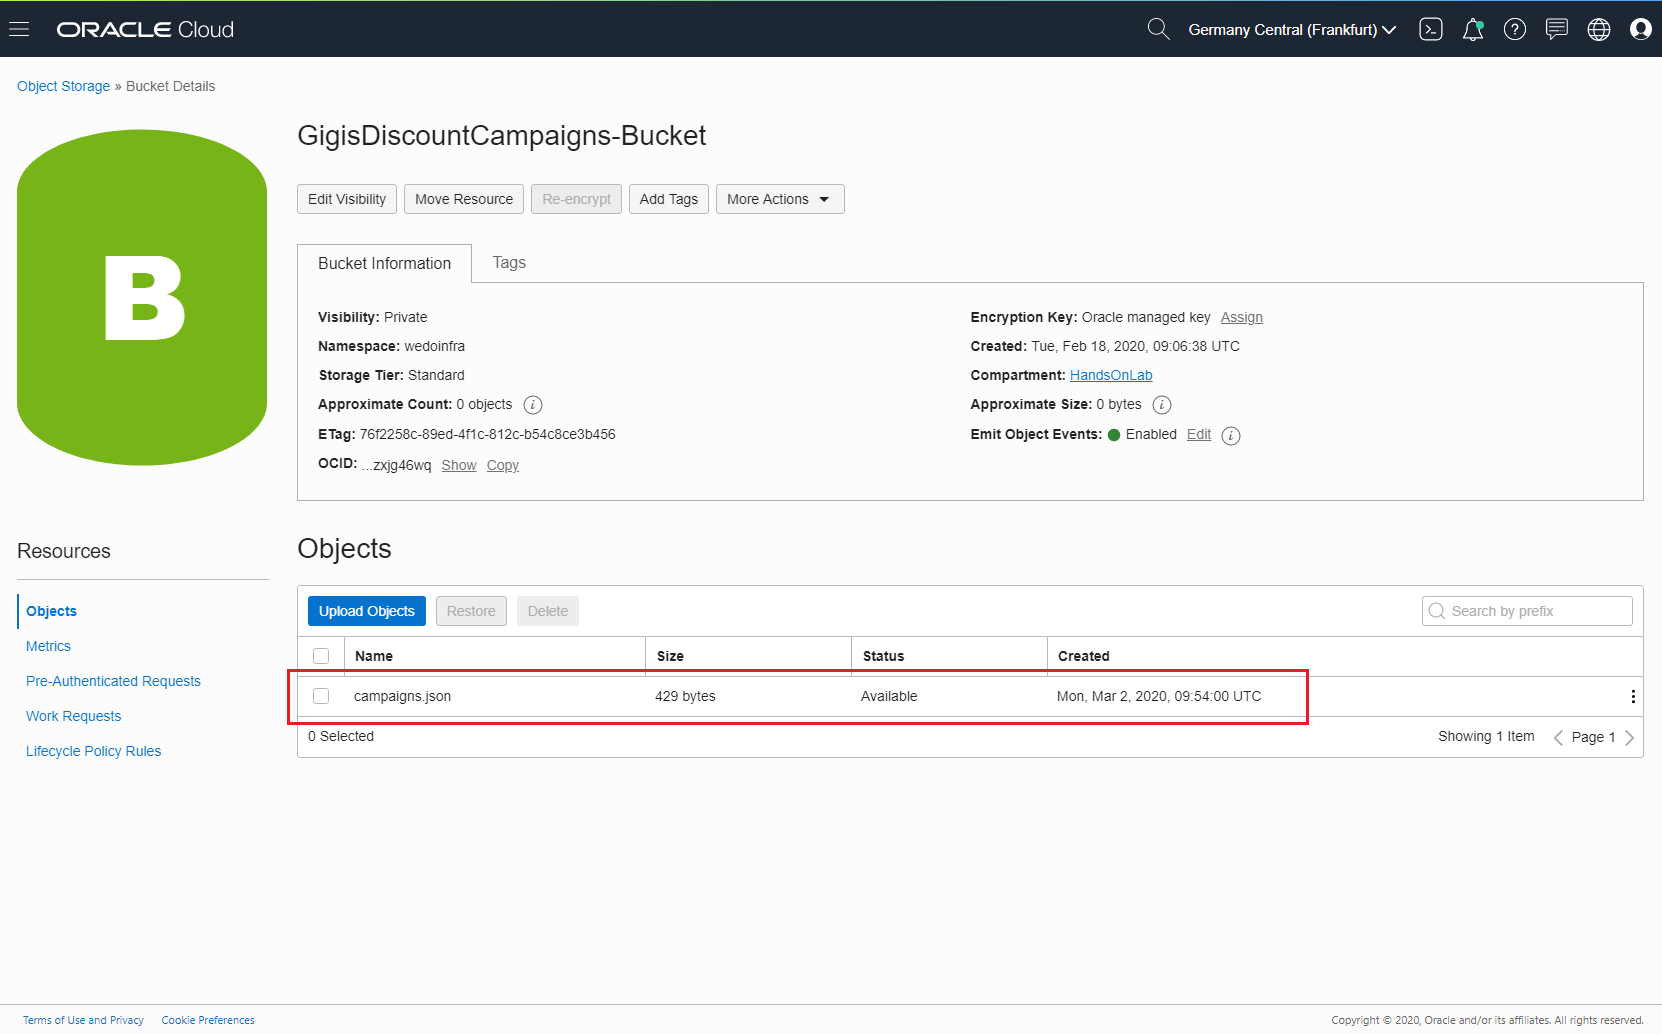 ORACLE Cloud
Germany Central (Frankfurt)
Object Storage » Bucket Details
B
GigisDiscountCampaigns-Bucket
Edit Visibility Move Resource Re-encrypt Add Tags More Actions
Bucket Information Tags
Visibility: Private
Namespace: wedoinfra
Storage Tier: Standard
Approximate Count: 0 objects i
ETag: 76f2258c-89ed-4f1c-812c-b54c8ce3b456
OCID: ...zxjg46wq Show Copy
Encryption Key: Oracle managed key Assign
Created: Tue, Feb 18, 2020, 09:06:38 UTC
Compartment: HandsOnLab
Approximate Size: 0 bytes i
Emit Object Events: Enabled Edit i
Resources
Objects
Metrics
Pre-Authenticated Requests
Work Requests
Lifecycle Policy Rules
Objects
Upload Objects Restore Delete Search by prefix
Name Size Status Created
campaigns.json 429 bytes Available Mon, Mar 2, 2020, 09:54:00 UTC
0 Selected Showing 1 Item Page 1
Terms of Use and Privacy Cookie Preferences Copyright © 2020, Oracle and/or its affiliates. All rights reserved.